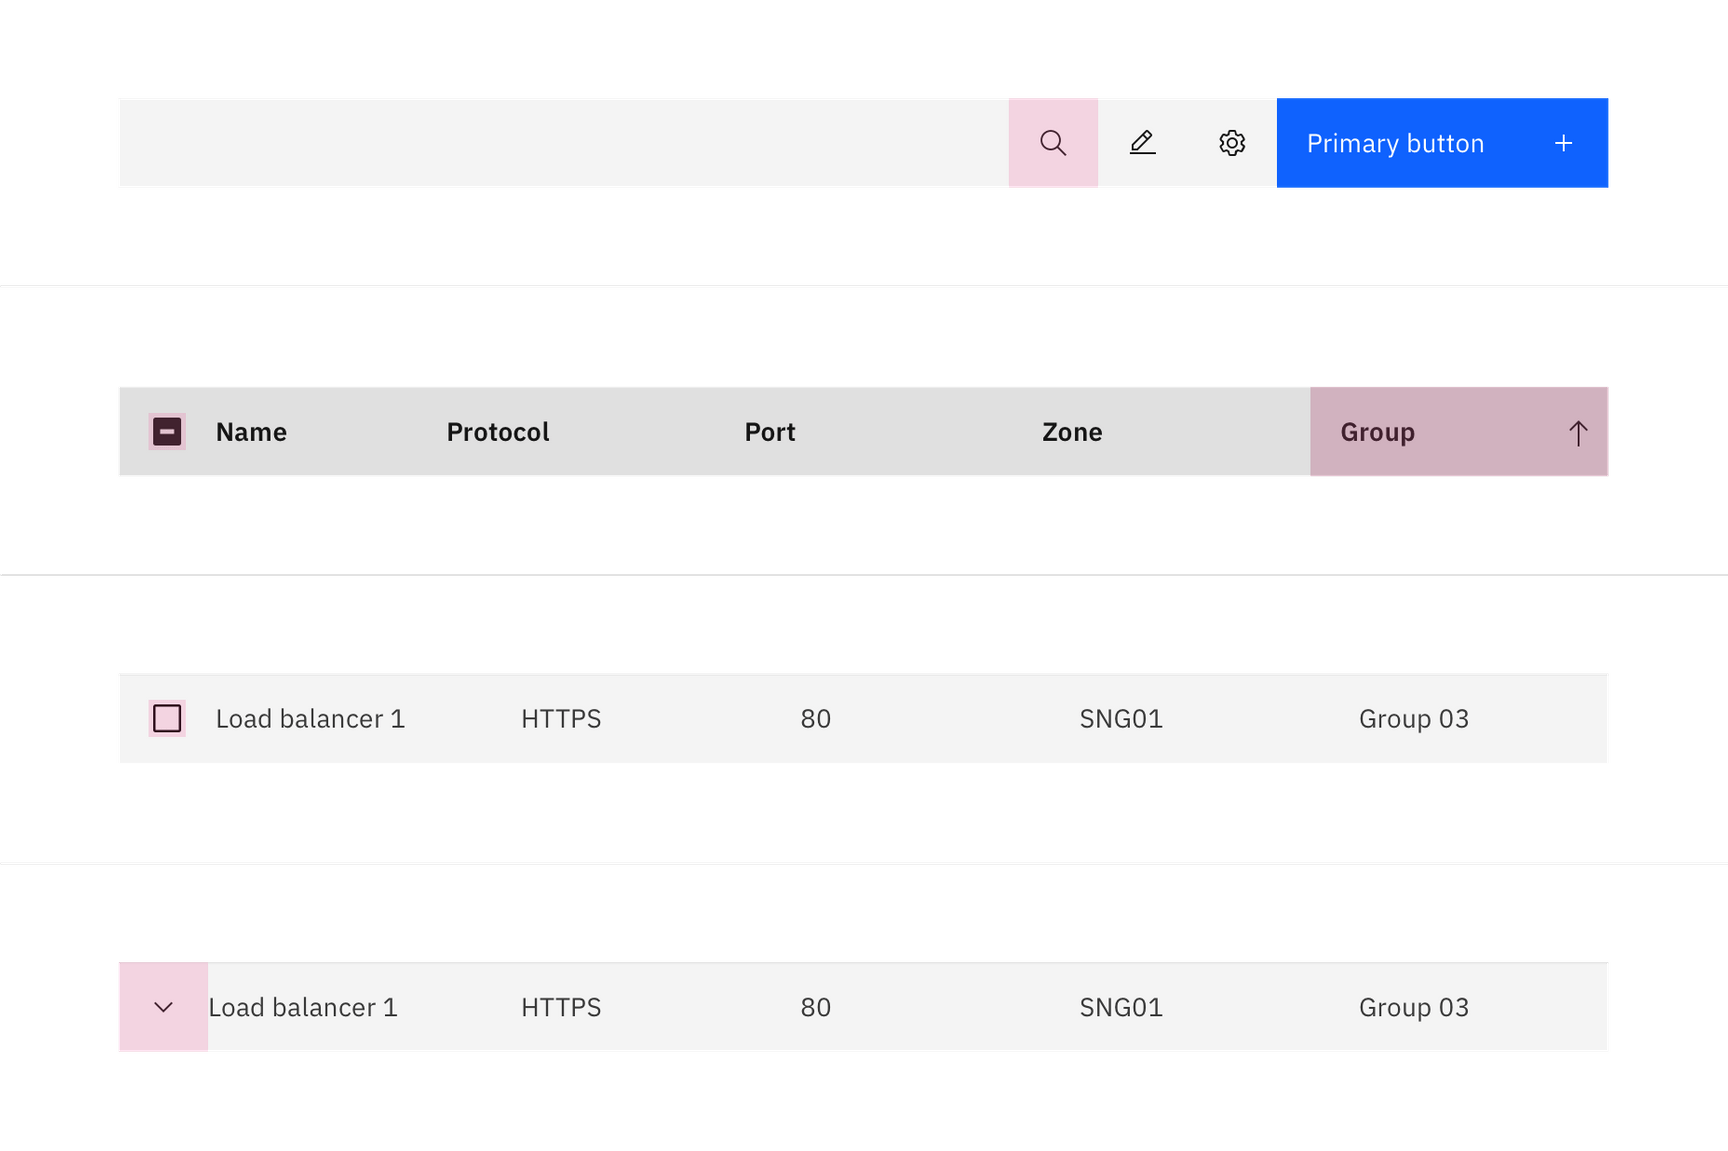 Primary button
Name Protocol Port Zone Group
Load balancer 1 HTTPS 80 SNG01 Group 03
Load balancer 1 HTTPS 80 SNG01 Group 03